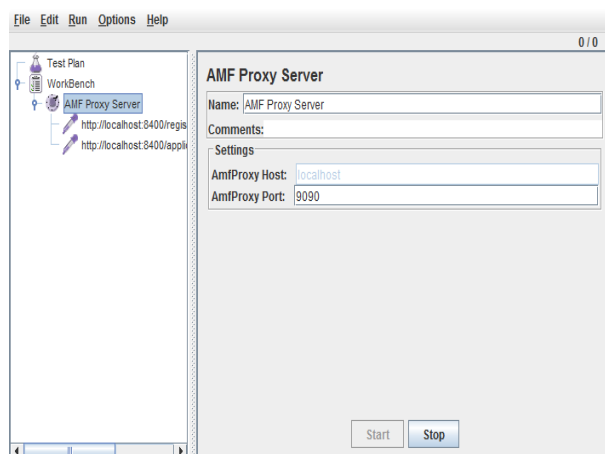 File Edit Run Options Help
0 / 0
Test Plan
WorkBench
AMF Proxy Server
http://localhost:8400/regis
http://localhost:8400/appli
AMF Proxy Server
Name: AMF Proxy Server
Comments:
Settings
AmfProxy Host: localhost
AmfProxy Port: 9090
Start Stop